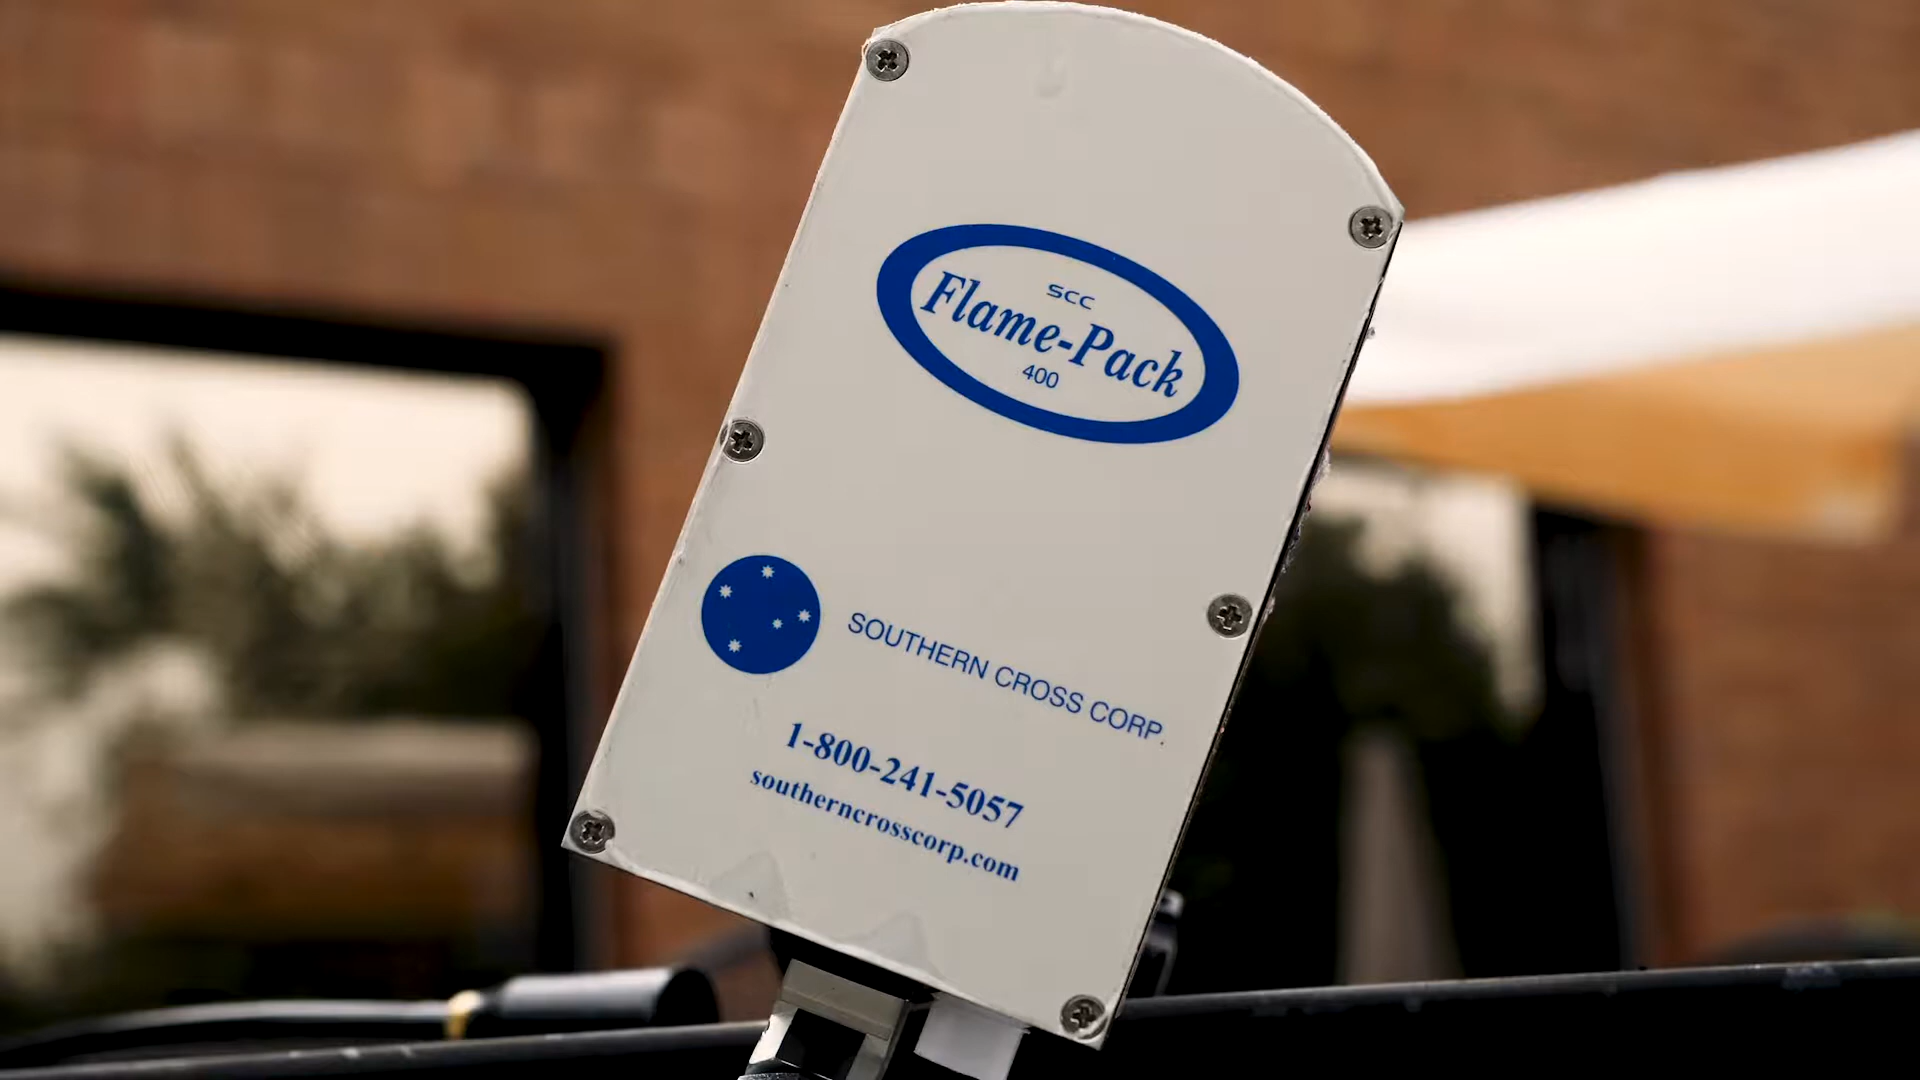 SCC
Flame-Pack
400
SOUTHERN CROSS CORP
1-800-241-5057
southerncrosscorp.com